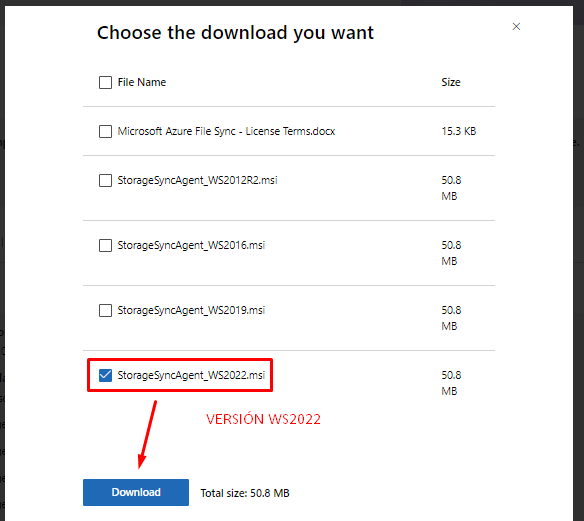 Choose the download you want
File Name Size
Microsoft Azure File Sync - License Terms.docx 15.3 KB
StorageSyncAgent_WS2012R2.msi 50.8
MB
StorageSyncAgent_WS2016.msi 50.8
MB
StorageSyncAgent_WS2019.msi 50.8
MB
StorageSyncAgent_WS2022.msi 50.8
MB
VERSIÓN WS2022
Download Total size: 50.8 MB